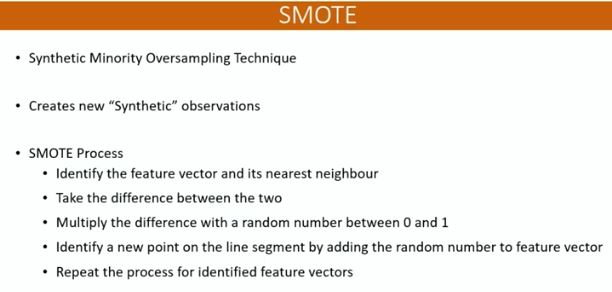 SMOTE
• Synthetic Minority Oversampling Technique
• Creates new “Synthetic” observations
• SMOTE Process
• Identify the feature vector and its nearest neighbour
• Take the difference between the two
• Multiply the difference with a random number between 0 and 1
• Identify a new point on the line segment by adding the random number to feature vector
• Repeat the process for identified feature vectors